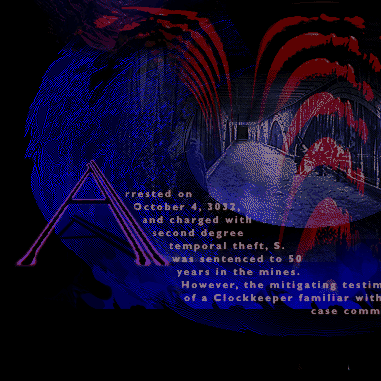 Arrested on
October 4, 3033,
and charged with
second degree
temporal theft, S.
was sentenced to 50
years in the mines.
However, the mitigating testim
of a Clockkeeper familiar with
case comm